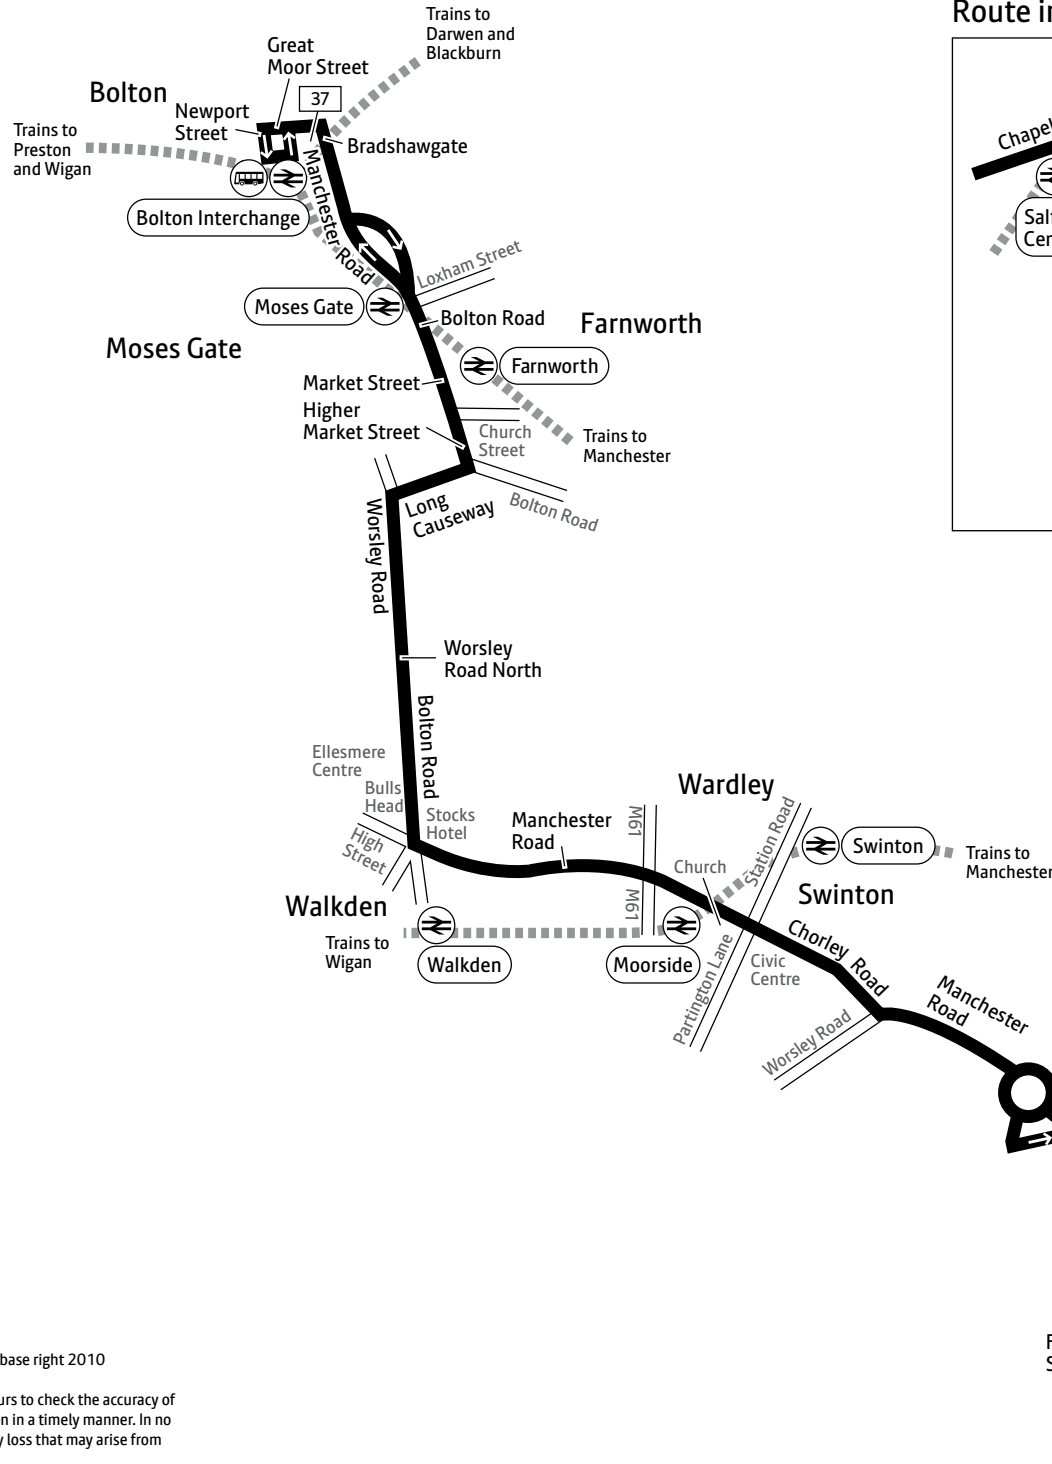 Trains to
Darwen and
Blackburn
Route in
Great
Moor Street
Bolton
37
Newport
Street
Trains to
Preston
and Wigan
Bradshawgate
Manchester Road
Bolton Interchange
Chapel
Loxham Street
Moses Gate
Bolton Road
Farnworth
Moses Gate
Farnworth
Market Street
Higher
Market Street
Church
Street
Trains to
Manchester
Long
Causeway
Bolton Road
Worsley Road
Worsley
Road North
Bolton Road
Ellesmere
Centre
Bulls
Head
Stocks
Hotel
High
Street
Manchester
Road
M61
Wardley
Station Road
Swinton
Trains to
Manchester
Church
Swinton
Walkden
M61
Trains to
Wigan
Walkden
Moorside
Partington Lane
Civic
Centre
Chorley Road
Manchester
Road
Worsley Road
base right 2010
urs to check the accuracy of
en in a timely manner. In no
y loss that may arise from